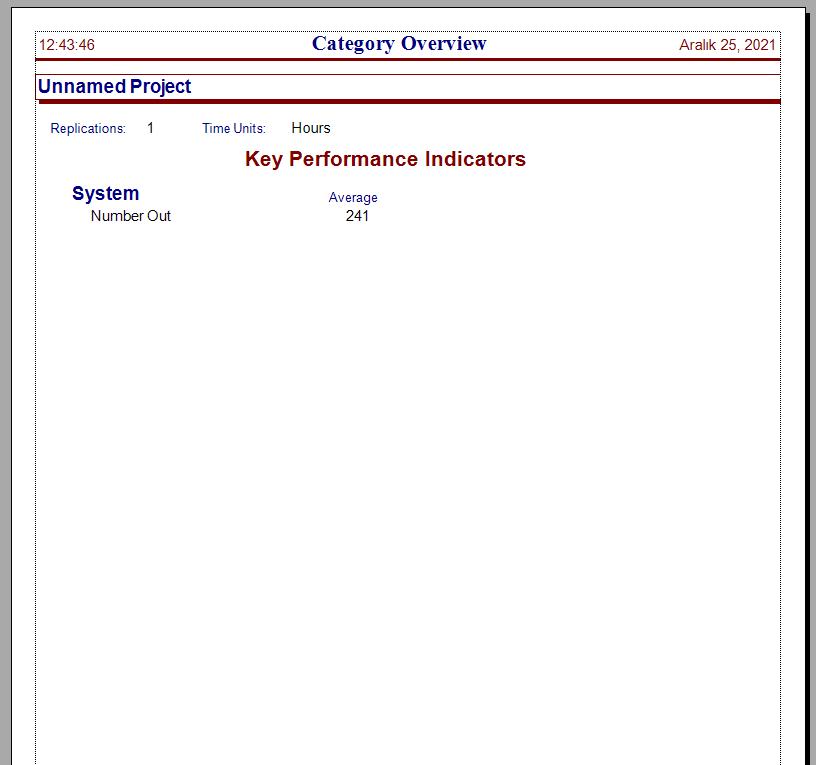 12:43:46 Category Overview Aralık 25, 2021
Unnamed Project
Replications: 1 Time Units: Hours
Key Performance Indicators
System Average
Number Out 241